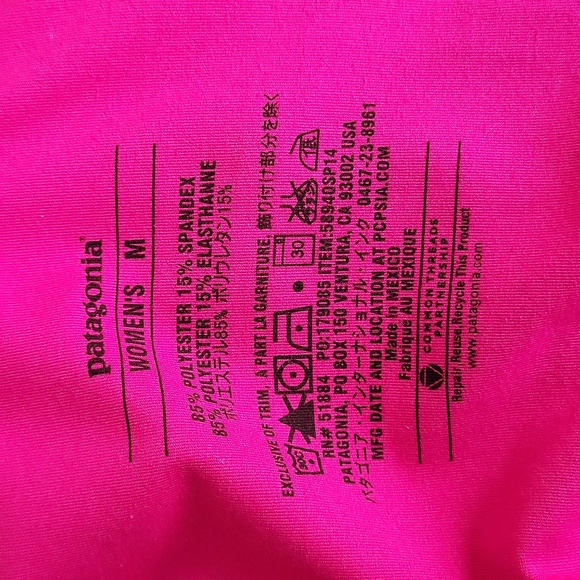 patagonia
WOMEN'S M
85% POLYESTER 15% SPANDEX
85% POLYESTER 15% ELASTHANNE
ポリエステル85% ポリウレタン15%
EXCLUSIVE OF TRIM. A PART LA GARNITURE. 飾り付け部分を除く
30C 30 低
RN# 51884 PO:179085 ITEM:58940SP14
PATAGONIA, PO BOX 150 VENTURA, CA 93002 USA
パタゴニア・インターナショナル・インク 0467-23-8961
MFG DATE AND LOCATION AT PCPSIA.COM
Made in MEXICO
Fabriqué AU MEXIQUE
COMMON THREADS
PARTNERSHIP
Repair Reuse,Recycle This Product
www.patagonia.com